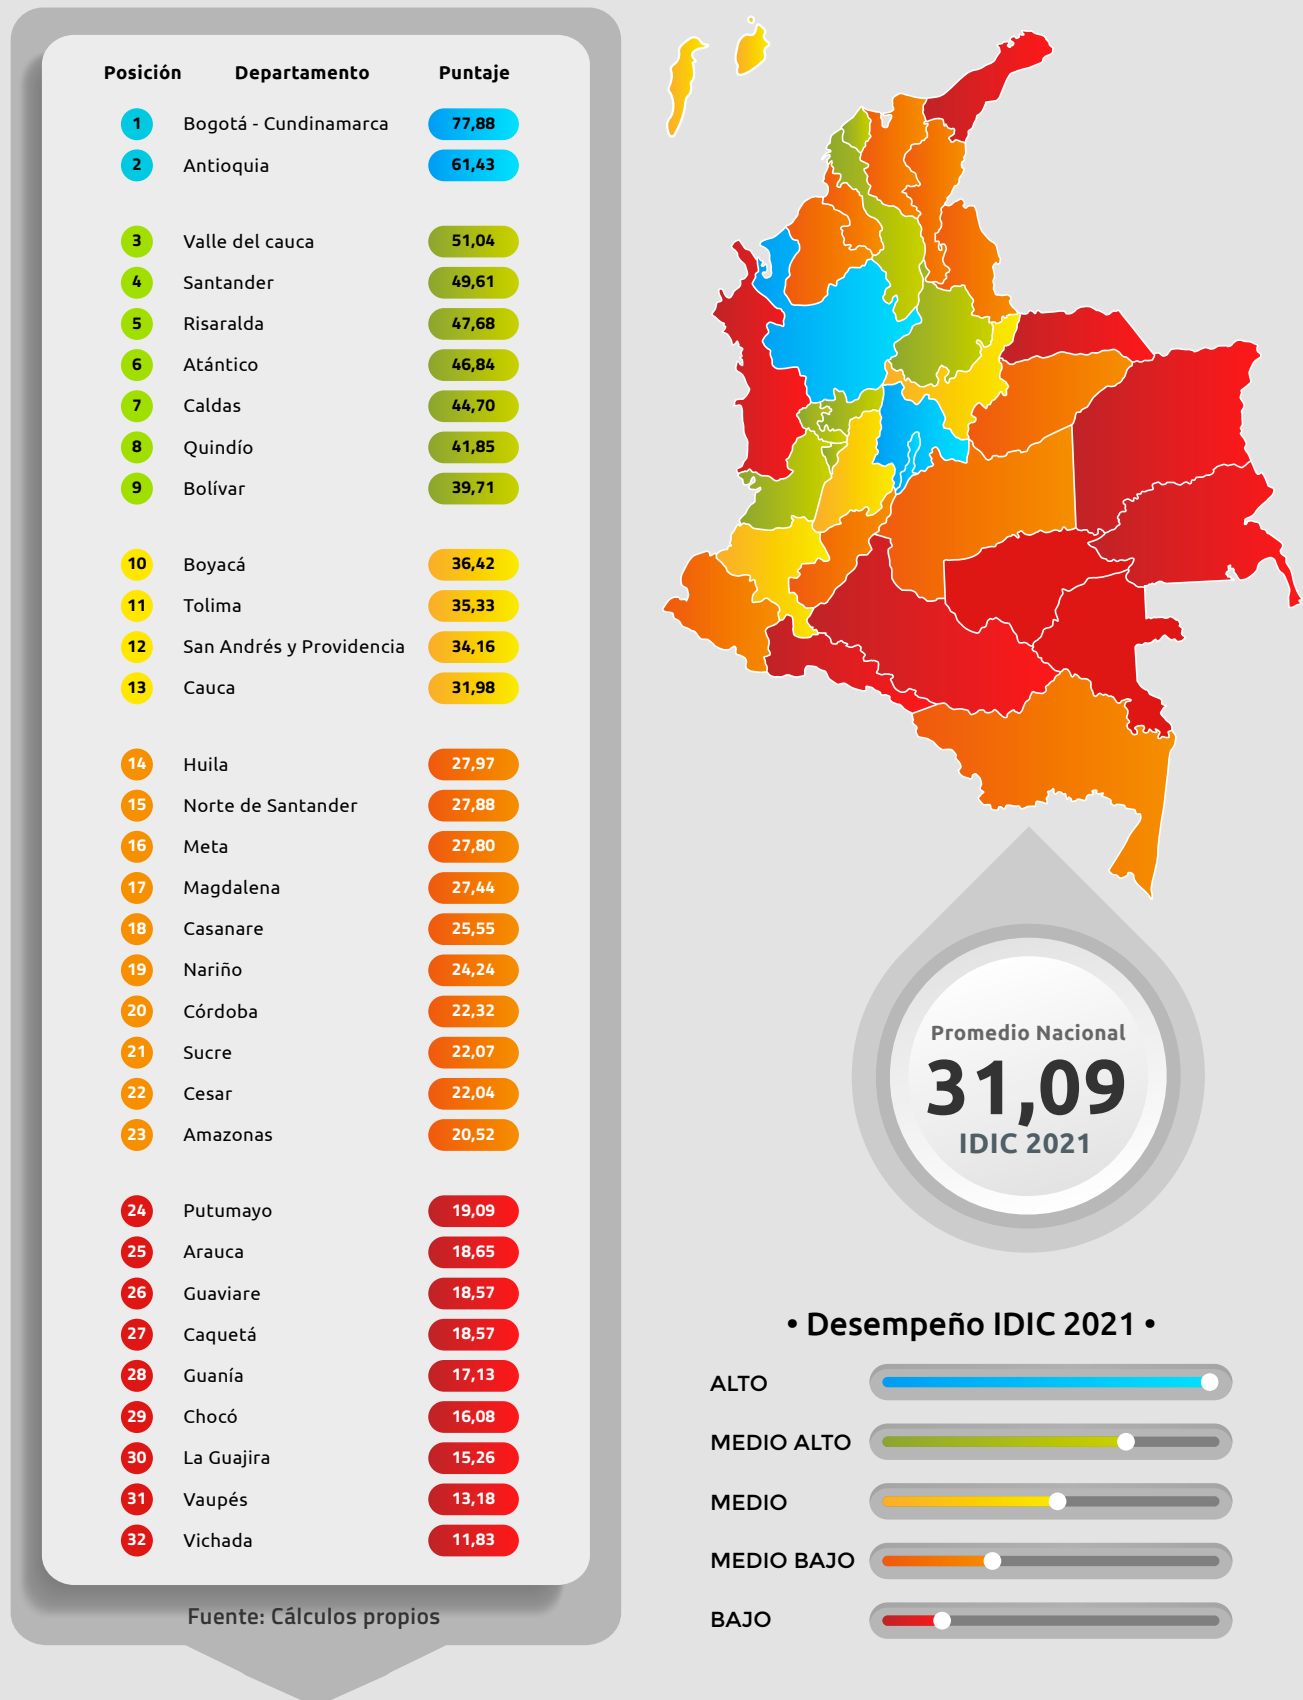 Posición Departamento Puntaje
1 Bogotá - Cundinamarca 77,88
2 Antioquia 61,43
3 Valle del cauca 51,04
4 Santander 49,61
5 Risaralda 47,68
6 Atántico 46,84
7 Caldas 44,70
8 Quindío 41,85
9 Bolívar 39,71
10 Boyacá 36,42
11 Tolima 35,33
12 San Andrés y Providencia 34,16
13 Cauca 31,98
14 Huila 27,97
15 Norte de Santander 27,88
16 Meta 27,80
17 Magdalena 27,44
18 Casanare 25,55
19 Nariño 24,24
20 Córdoba 22,32
21 Sucre 22,07
22 Cesar 22,04
23 Amazonas 20,52
24 Putumayo 19,09
25 Arauca 18,65
26 Guaviare 18,57
27 Caquetá 18,57
28 Guanía 17,13
29 Chocó 16,08
30 La Guajira 15,26
31 Vaupés 13,18
32 Vichada 11,83
Fuente: Cálculos propios
Promedio Nacional
31,09
IDIC 2021
• Desempeño IDIC 2021 •
ALTO
MEDIO ALTO
MEDIO
MEDIO BAJO
BAJO